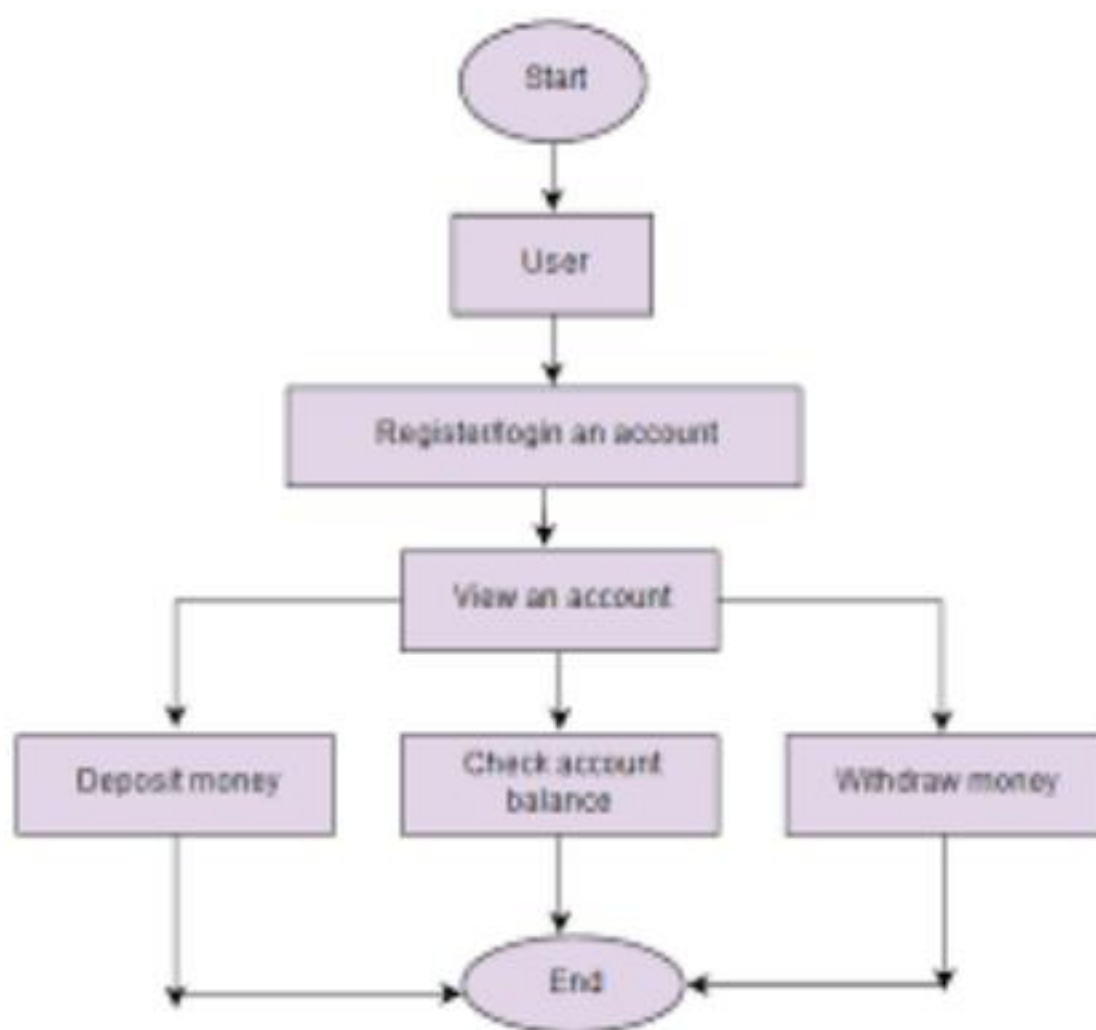 Start
User
Register/login an account
View an account
Deposit money
Check account
balance
Withdraw money
End